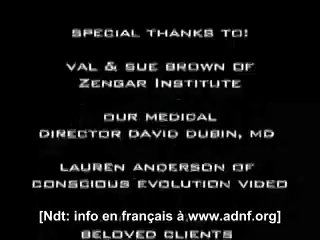 SPECIAL THANKS TO!
VAL & SUE BROWN OF
ZENGAR INSTITUTE
OUR MEDICAL
DIRECTOR DAVID DUBIN, MD
LAUREN ANDERSON OF
CONSCIOUS EVOLUTION VIDEO
[Ndt: info en français à www.adnf.org]
BELOVED CLIENTS